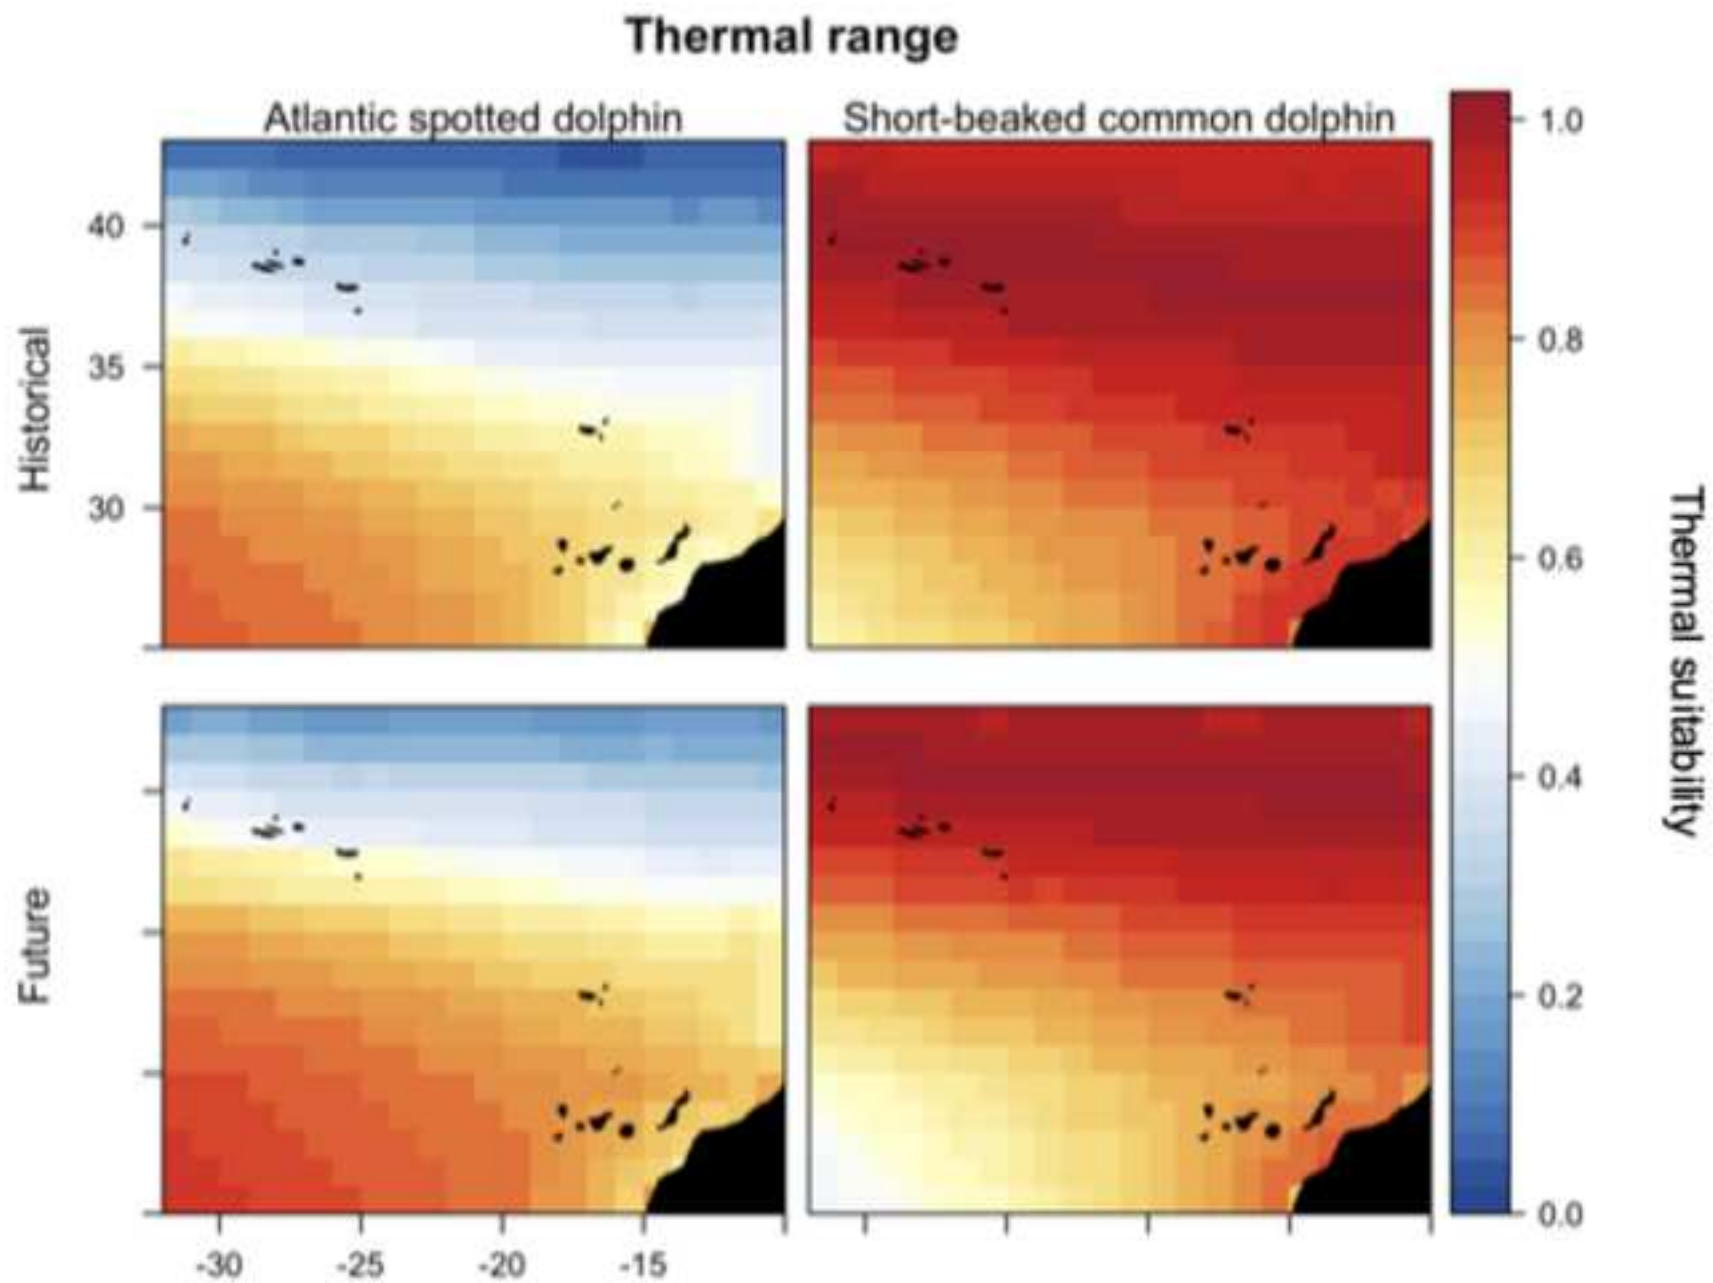 Thermal range
Atlantic spotted dolphin
Short-beaked common dolphin
Historical
40
35
30
Future
-30
-25
-20
-15
1.0
0.8
0.6
0.4
0.2
0.0
Thermal suitability